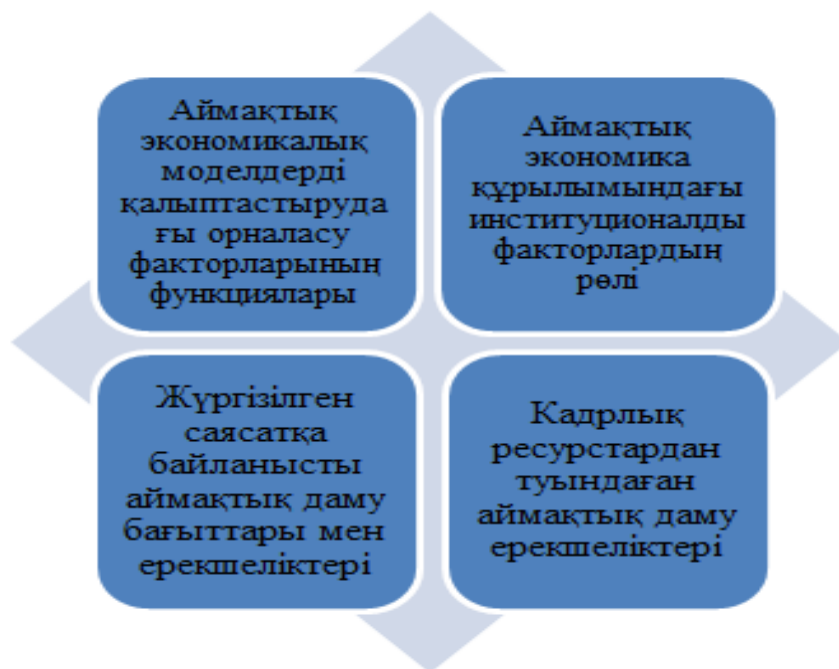 Аймақтық
экономикалық
моделдерді
қалыптастыруда
ғы орналасу
факторларының
функциялары
Аймақтық
экономика
құрылымындағы
институционалды
факторлардың
рөлі
Жүргізілген
саясатқа
байланысты
аймақтық даму
бағыттары мен
ерекшеліктері
Кадрлық
ресурстардан
туындаған
аймақтық даму
ерекшеліктері